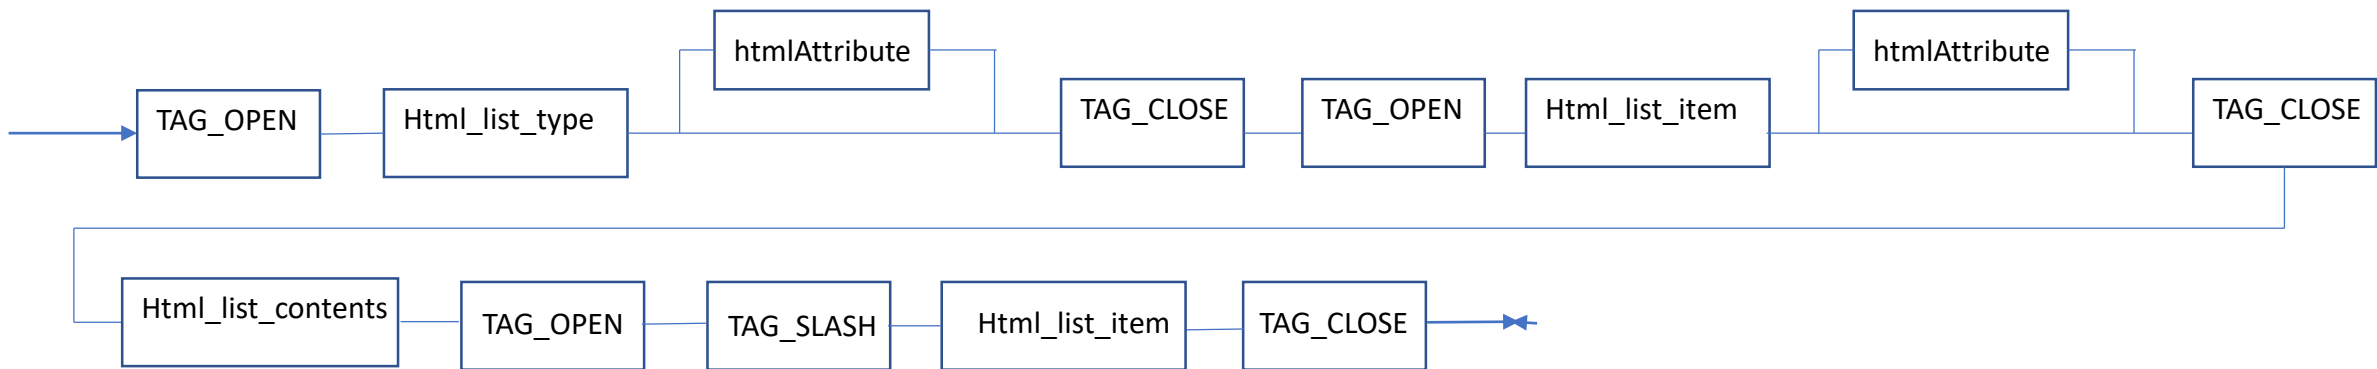 htmlAttribute
htmlAttribute
TAG_OPEN
Html_list_type
TAG_CLOSE
TAG_OPEN
Html_list_item
TAG_CLOSE
Html_list_contents
TAG_OPEN
TAG_SLASH
Html_list_item
TAG_CLOSE